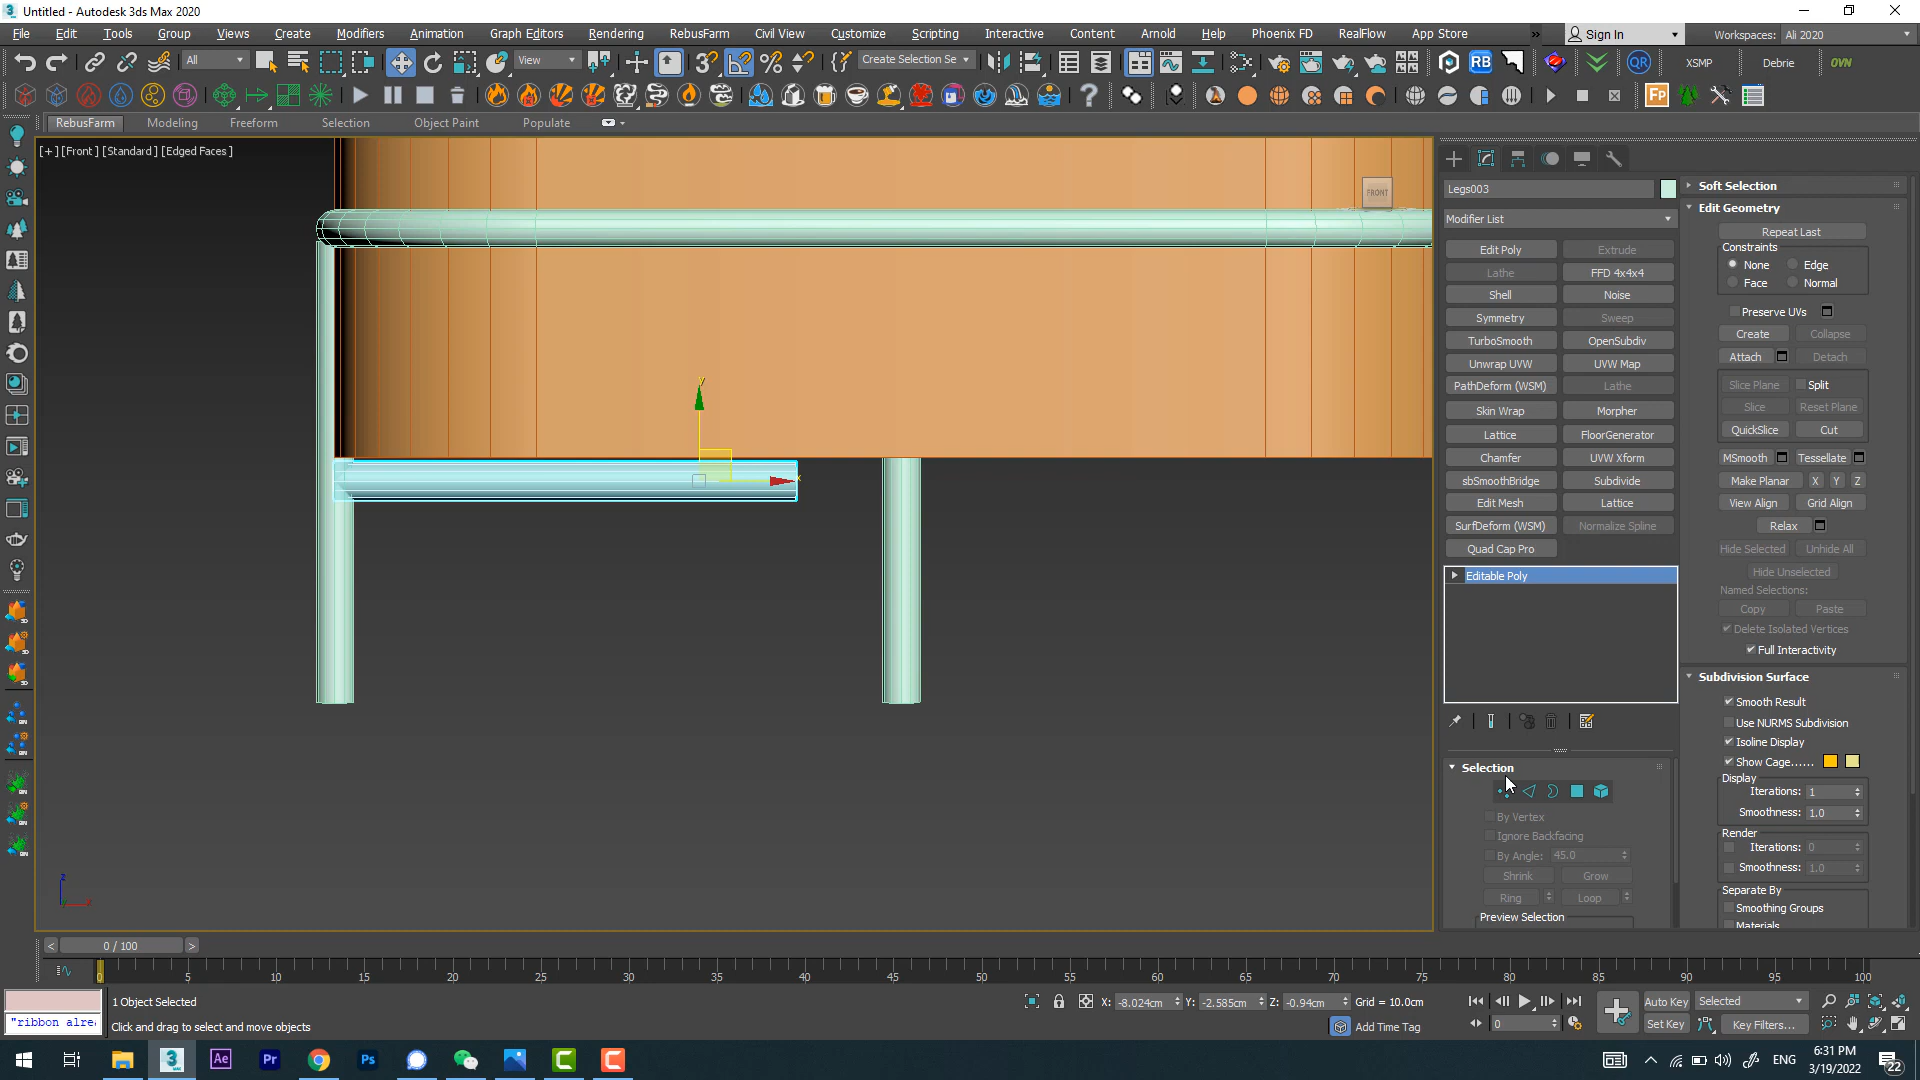 Untitled - Autodesk 3ds Max 2020
File Edit Tools Group Views Create Modifiers Animation Graph Editors Rendering RebusFarm Civil View Customize Scripting Interactive Content Arnold Help Phoenix FD RealFlow App Store » Sign In Workspaces: Ali 2020
All View Create Selection Se RB QR XSMP Debrie OVN
FP
RebusFarm Modeling Freeform Selection Object Paint Populate
[+] [Front ] [Standard ] [Edged Faces ]
FRONT
y
x
z
Legs003
Modifier List
Edit Poly Extrude
Lathe FFD 4x4x4
Shell Noise
Symmetry Sweep
TurboSmooth OpenSubdiv
Unwrap UVW UVW Map
PathDeform (WSM) Lathe
Skin Wrap Morpher
Lattice FloorGenerator
Chamfer UVW Xform
sbSmoothBridge Subdivide
Edit Mesh Lattice
SurfDeform (WSM) Normalize Spline
Quad Cap Pro
Editable Poly
Selection
By Vertex
Ignore Backfacing
By Angle: 45.0
Shrink Grow
Ring Loop
Preview Selection
Soft Selection
Edit Geometry
Repeat Last
Constraints
None Edge
Face Normal
Preserve UVs
Create Collapse
Attach Detach
Slice Plane Split
Slice Reset Plane
QuickSlice Cut
MSmooth Tessellate
Make Planar X Y Z
View Align Grid Align
Relax
Hide Selected Unhide All
Hide Unselected
Named Selections:
Copy Paste
Delete Isolated Vertices
Full Interactivity
Subdivision Surface
Smooth Result
Use NURMS Subdivision
Isoline Display
Show Cage......
Display
Iterations: 1
Smoothness: 1.0
Render
Iterations: 0
Smoothness: 1.0
Separate By
Smoothing Groups
Materials
< 0 / 100 >
0 5 10 15 20 25 30 35 40 45 50 55 60 65 70 75 80 85 90 95 100
1 Object Selected X: -8.024cm Y: -2.585cm Z: -0.94cm Grid = 10.0cm Auto Key Selected
"ribbon alrea Click and drag to select and move objects Add Time Tag 0 Set Key Key Filters...
Ae Pr Ps C C ENG 6:31 PM
3/19/2022 22